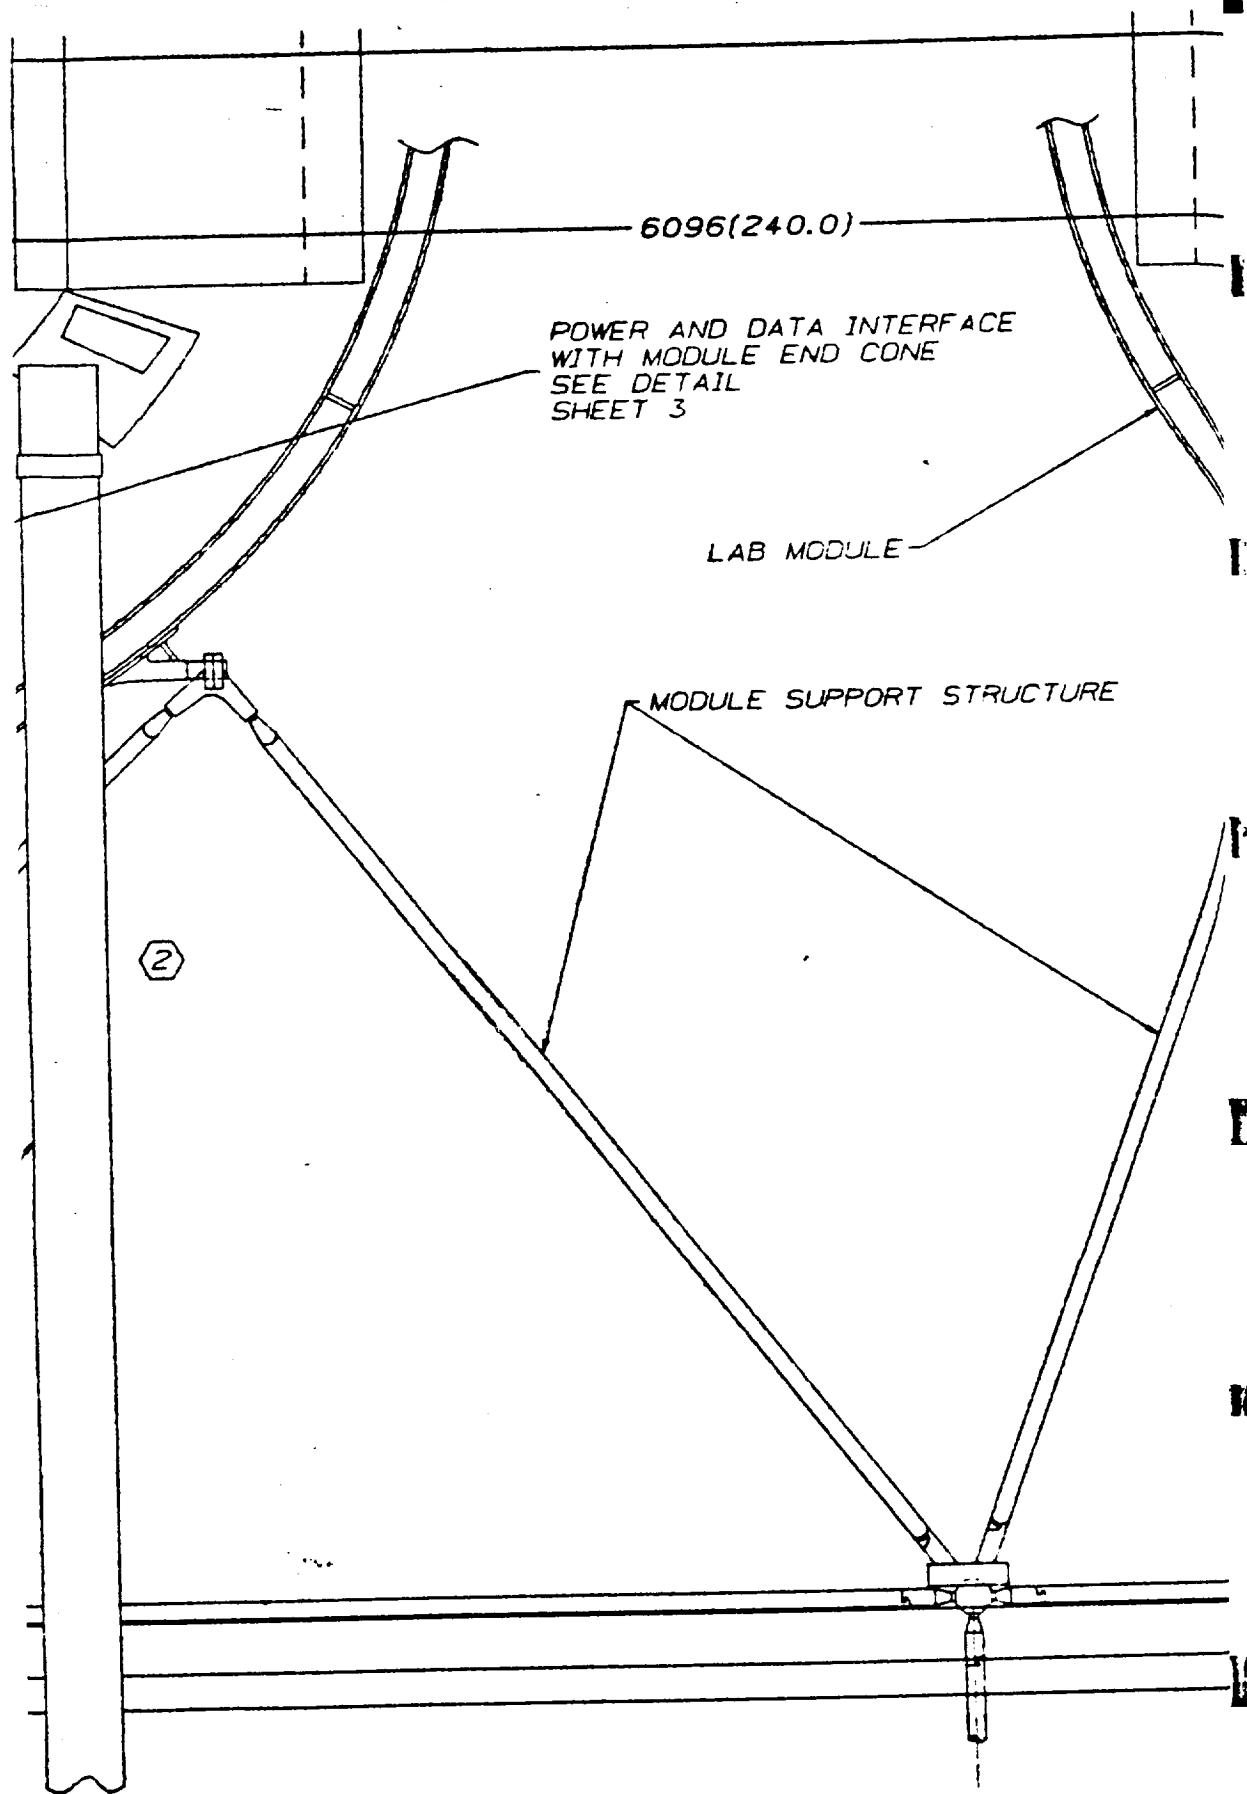 6096(240.0)
POWER AND DATA INTERFACE
WITH MODULE END CONE
SEE DETAIL
SHEET 3
LAB MODULE
MODULE SUPPORT STRUCTURE
2